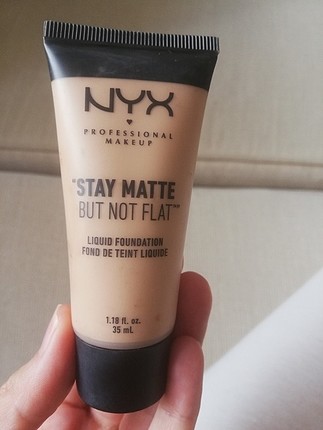 NYX
PROFESSIONAL
MAKEUP
"STAY MATTE
BUT NOT FLAT"™
LIQUID FOUNDATION
FOND DE TEINT LIQUIDE
1.18 fl. oz.
35 ml.